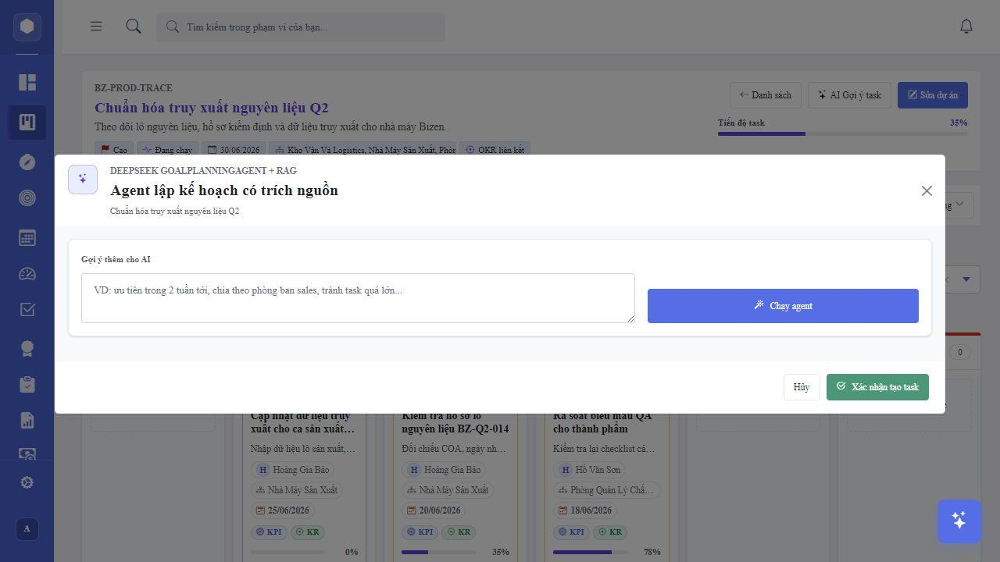 Tìm kiếm trong phạm vi của bạn...
BZ-PROD-TRACE
Chuẩn hóa truy xuất nguyên liệu Q2
Theo dõi lô nguyên liệu, hồ sơ kiểm định và dữ liệu truy xuất cho nhà máy Bizen.
Danh sách
AI Gợi ý task
Sửa dự án
Tiến độ task
35%
Cao
Đang chạy
30/06/2026
Kho Vận Và Logistics, Nhà Máy Sản Xuất, Phòn
OKR liên kết
DEEPSEEK GOALPLANNINGAGENT + RAG
Agent lập kế hoạch có trích nguồn
Chuẩn hóa truy xuất nguyên liệu Q2
Gợi ý thêm cho AI
VD: ưu tiên trong 2 tuần tới, chia theo phòng ban sales, tránh task quá lớn...
Chạy agent
0
Hủy
Xác nhận tạo task
Cập nhật dữ liệu truy
xuất cho ca sản xuất…
Nhập dữ liệu lô sản xuất,…
H Hoàng Gia Bảo
Nhà Máy Sản Xuất
25/06/2026
KPI
KR
0%
Kiểm tra hồ sơ lô
nguyên liệu BZ-Q2-014
Đối chiếu COA, ngày nh…
H Hoàng Gia Bảo
Nhà Máy Sản Xuất
20/06/2026
KPI
KR
35%
Rà soát biểu mẫu QA
cho thành phẩm
Kiểm tra lại checklist cả…
H Hồ Văn Sơn
Phòng Quản Lý Chấ…
18/06/2026
KPI
KR
78%
A